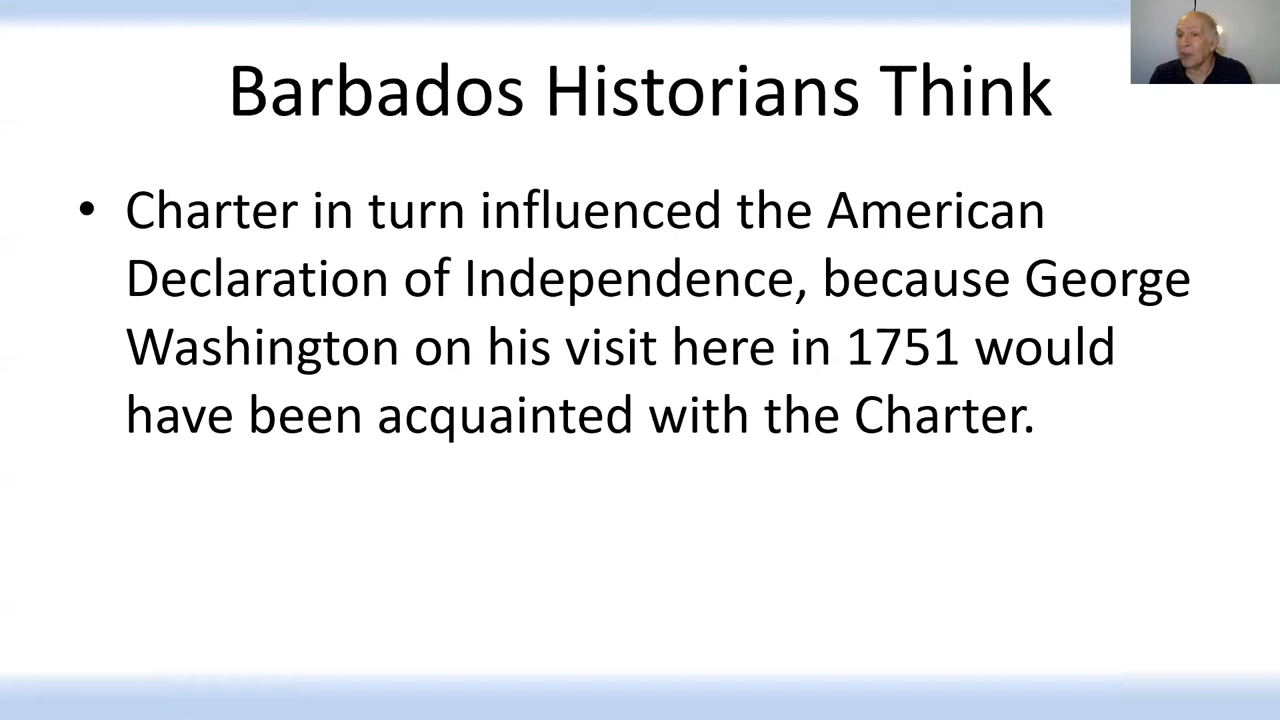 Barbados Historians Think
• Charter in turn influenced the American
Declaration of Independence, because George
Washington on his visit here in 1751 would
have been acquainted with the Charter.